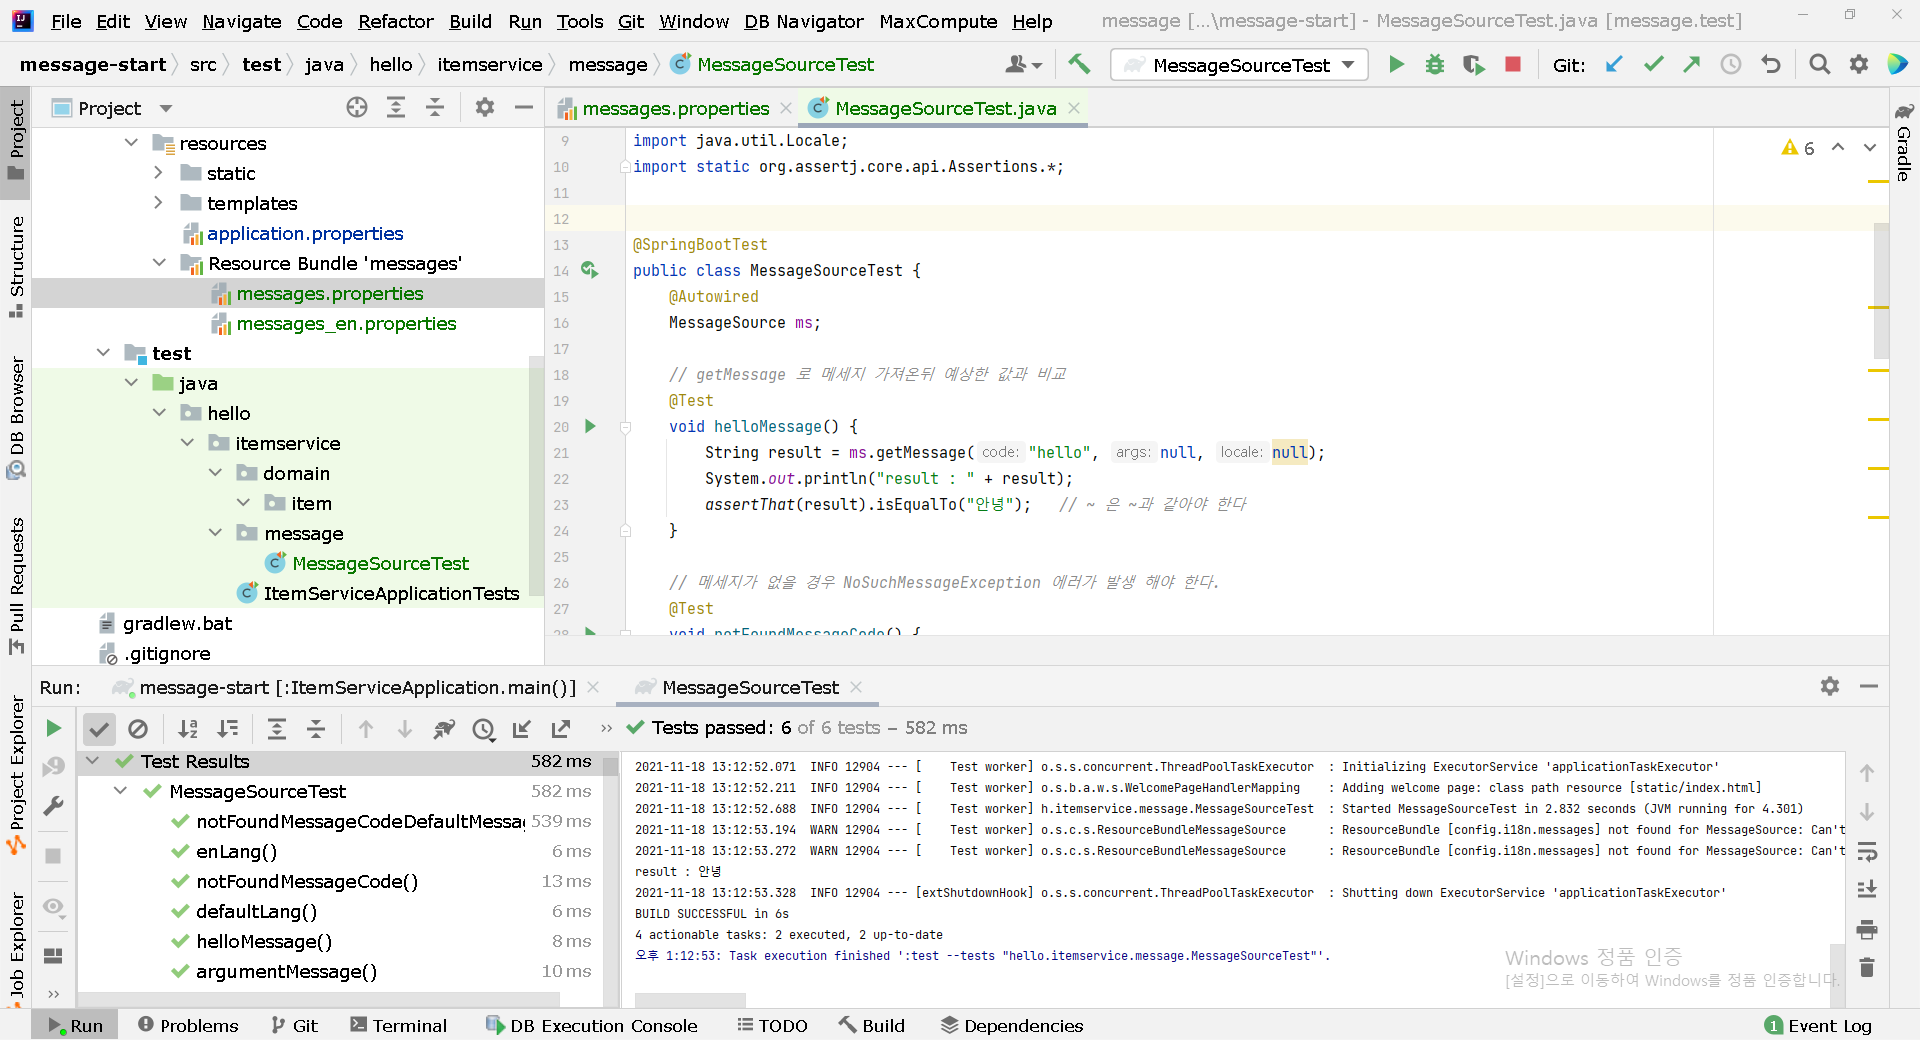 File Edit View Navigate Code Refactor Build Run Tools Git Window DB Navigator MaxCompute Help message [...\message-start] - MessageSourceTest.java [message.test]
message-start src test java hello itemservice message MessageSourceTest MessageSourceTest Git:
Project
messages.properties MessageSourceTest.java
Project
Structure
DB Browser
Pull Requests
Project Explorer
Job Explorer
resources
static
templates
application.properties
Resource Bundle 'messages'
messages.properties
messages_en.properties
test
java
hello
itemservice
domain
item
message
MessageSourceTest
ItemServiceApplicationTests
gradlew.bat
.gitignore
9 import java.util.Locale;
10 import static org.assertj.core.api.Assertions.*;
11
12
13 @SpringBootTest
14 public class MessageSourceTest {
15 @Autowired
16 MessageSource ms;
17
18 // getMessage 로 메세지 가져온뒤 예상한 값과 비교
19 @Test
20 void helloMessage() {
21 String result = ms.getMessage( code: "hello", args: null, locale: null);
22 System.out.println("result : " + result);
23 assertThat(result).isEqualTo("안녕"); // ~ 은 ~과 같아야 한다
24 }
25
26 // 메세지가 없을 경우 NoSuchMessageException 에러가 발생 해야 한다.
27 @Test
28 void notFoundMessageCode() {
6
Gradle
Run: message-start [:ItemServiceApplication.main()] MessageSourceTest
» Tests passed: 6 of 6 tests – 582 ms
Test Results 582 ms
MessageSourceTest 582 ms
notFoundMessageCodeDefaultMessa 539 ms
enLang() 6 ms
notFoundMessageCode() 13 ms
defaultLang() 6 ms
helloMessage() 8 ms
argumentMessage() 10 ms
»
2021-11-18 13:12:52.071 INFO 12904 --- [ Test worker] o.s.s.concurrent.ThreadPoolTaskExecutor : Initializing ExecutorService 'applicationTaskExecutor'
2021-11-18 13:12:52.211 INFO 12904 --- [ Test worker] o.s.b.a.w.s.WelcomePageHandlerMapping : Adding welcome page: class path resource [static/index.html]
2021-11-18 13:12:52.688 INFO 12904 --- [ Test worker] h.itemservice.message.MessageSourceTest : Started MessageSourceTest in 2.832 seconds (JVM running for 4.301)
2021-11-18 13:12:53.194 WARN 12904 --- [ Test worker] o.s.c.s.ResourceBundleMessageSource : ResourceBundle [config.i18n.messages] not found for MessageSource: Can't
2021-11-18 13:12:53.272 WARN 12904 --- [ Test worker] o.s.c.s.ResourceBundleMessageSource : ResourceBundle [config.i18n.messages] not found for MessageSource: Can't
result : 안녕
2021-11-18 13:12:53.328 INFO 12904 --- [extShutdownHook] o.s.s.concurrent.ThreadPoolTaskExecutor : Shutting down ExecutorService 'applicationTaskExecutor'
BUILD SUCCESSFUL in 6s
4 actionable tasks: 2 executed, 2 up-to-date
오후 1:12:53: Task execution finished ':test --tests "hello.itemservice.message.MessageSourceTest"'.
Windows 정품 인증
[설정]으로 이동하여 Windows를 정품 인증합니다.
Run Problems Git Terminal DB Execution Console TODO Build Dependencies 1 Event Log